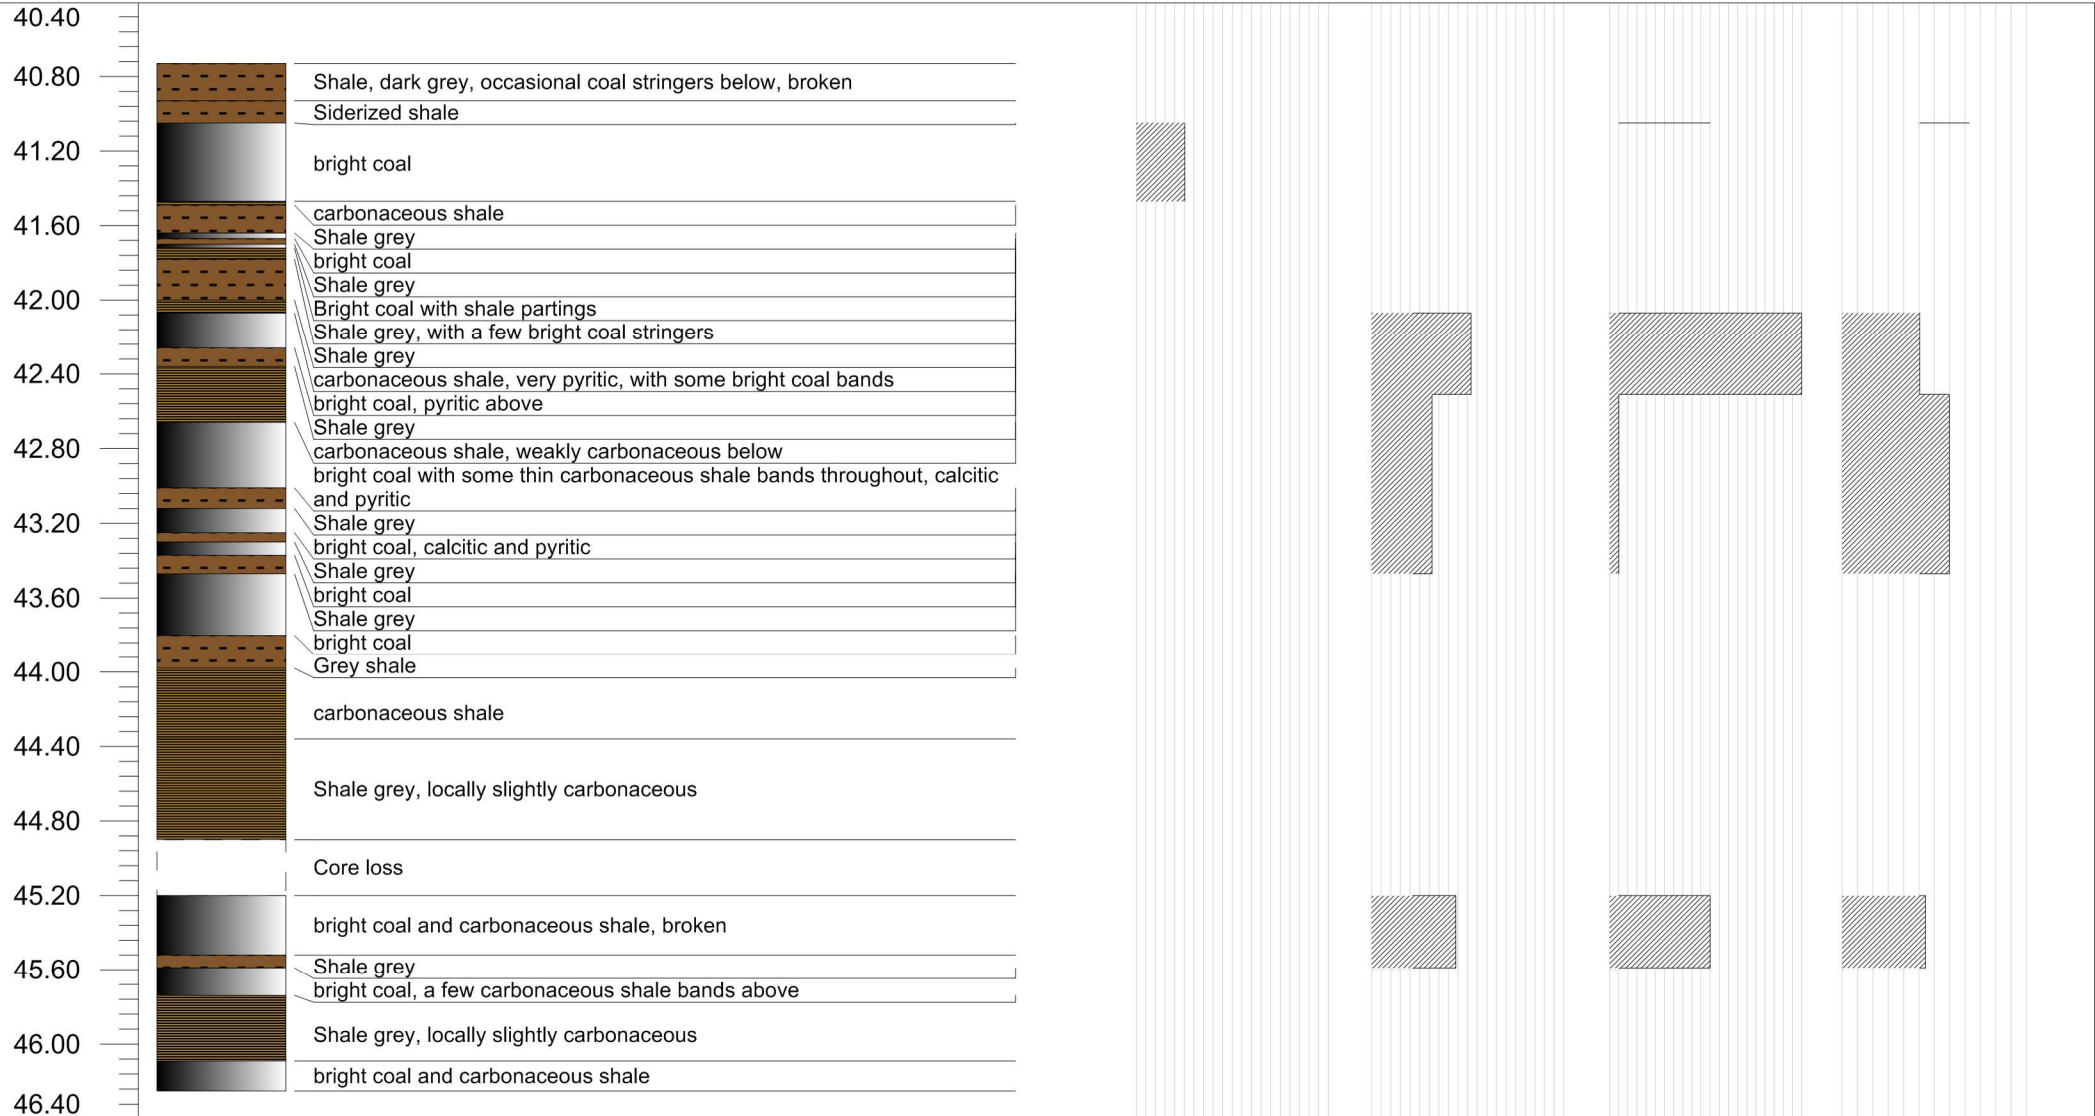 40.40
40.80
Shale, dark grey, occasional coal stringers below, broken
Siderized shale
41.20
bright coal
carbonaceous shale
41.60
Shale grey
bright coal
Shale grey
42.00
Bright coal with shale partings
Shale grey, with a few bright coal stringers
Shale grey
42.40
carbonaceous shale, very pyritic, with some bright coal bands
bright coal, pyritic above
Shale grey
42.80
carbonaceous shale, weakly carbonaceous below
bright coal with some thin carbonaceous shale bands throughout, calcitic
and pyritic
43.20
Shale grey
bright coal, calcitic and pyritic
Shale grey
43.60
bright coal
Shale grey
bright coal
Grey shale
44.00
carbonaceous shale
44.40
Shale grey, locally slightly carbonaceous
44.80
Core loss
45.20
bright coal and carbonaceous shale, broken
45.60
Shale grey
bright coal, a few carbonaceous shale bands above
Shale grey, locally slightly carbonaceous
46.00
bright coal and carbonaceous shale
46.40